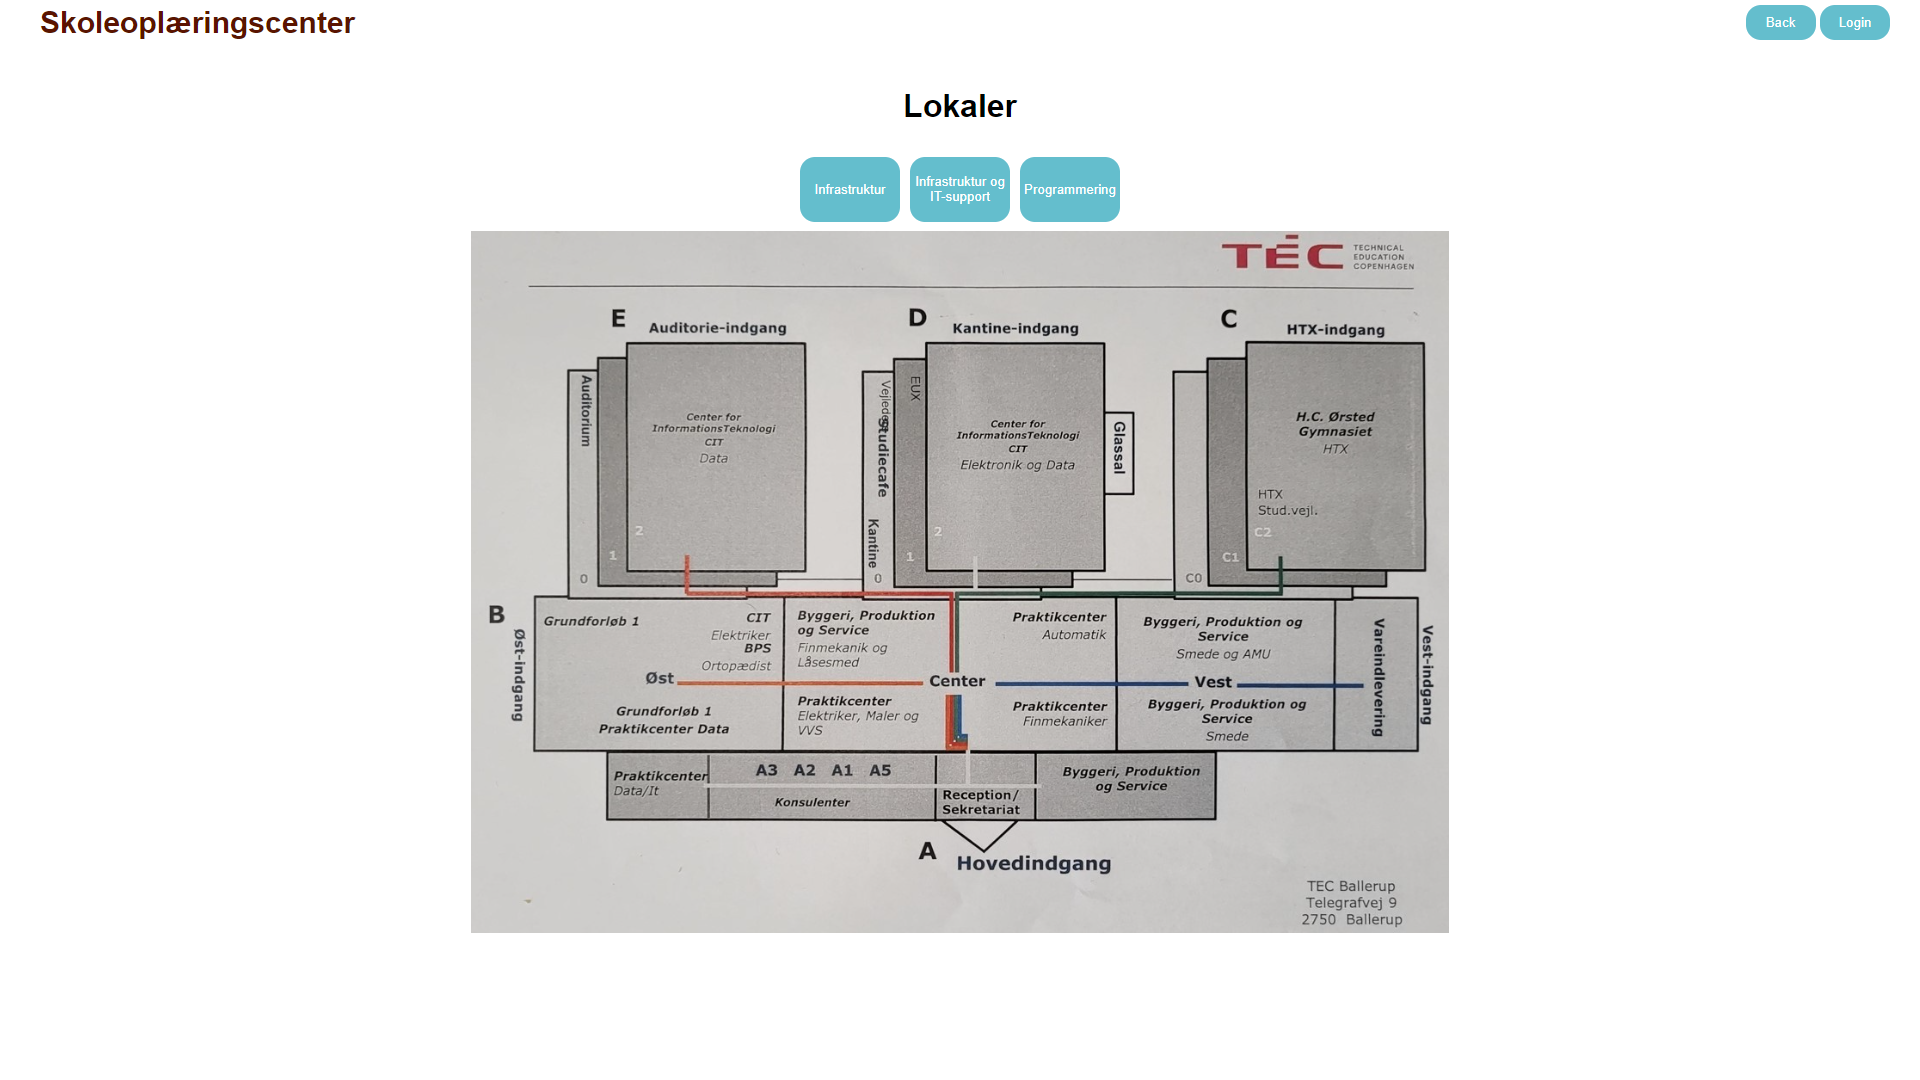 Skoleoplæringscenter
Back
Login
Lokaler
Infrastruktur
Infrastruktur og
IT-support
Programmering
TEC
TECHNICAL
EDUCATION
COPENHAGEN
E
Auditorie-indgang
D
Kantine-indgang
C
HTX-indgang
Auditorium
Center for
InformationsTeknologi
CIT
Data
2
1
0
EUX
Studiecafe
Kantine
Center for
InformationsTeknologi
CIT
Elektronik og Data
Glassal
2
1
0
H.C. Ørsted
Gymnasiet
HTX
HTX
Stud.vejl.
C2
C1
C0
B
Øst-indgang
Grundforløb 1
CIT
Elektriker
BPS
Ortopædist
Byggeri, Produktion
og Service
Finmekanik og
Låsesmed
Praktikcenter
Automatik
Byggeri, Produktion og
Service
Smede og AMU
Vareindlevering
Vest-indgang
Øst
Center
Vest
Grundforløb 1
Praktikcenter Data
Praktikcenter
Elektriker, Maler og
VVS
Praktikcenter
Finmekaniker
Byggeri, Produktion og
Service
Smede
Praktikcenter
Data/It
A3 A2 A1 A5
Konsulenter
Reception/
Sekretariat
Byggeri, Produktion
og Service
A
Hovedindgang
TEC Ballerup
Telegrafvej 9
2750 Ballerup